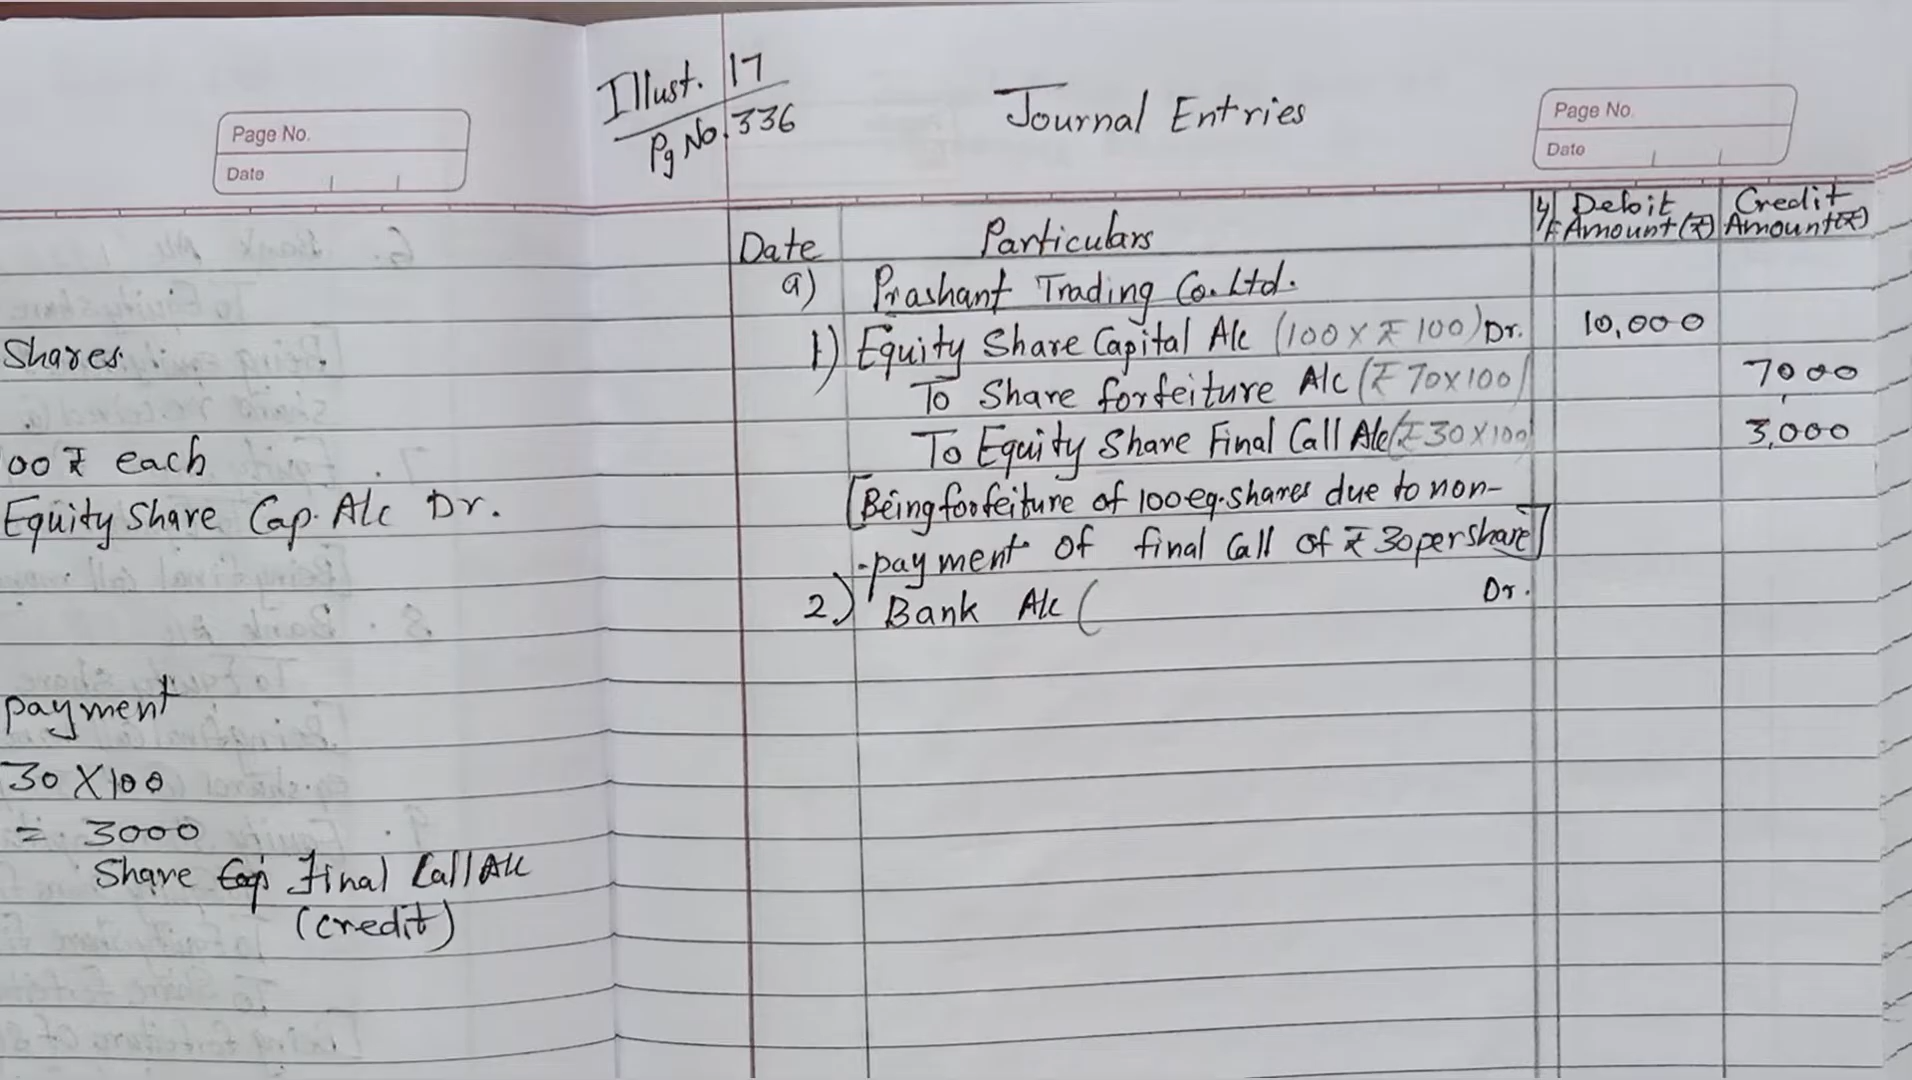 Page No.
Date
Shares.
00 ₹ each
Equity Share Cap. A/c Dr.
payment
30 X 100
= 3000
Share Final Call A/c
(credit)
Illust. 17
Pg No. 336
Journal Entries
Page No.
Date
Date Particulars L/F Debit Amount (₹) Credit Amount (₹)
a) Prashant Trading Co. Ltd.
1) Equity Share Capital A/c (100 X ₹ 100) Dr. 10,000
To Share forfeiture A/c (₹ 70 X 100) 7000
To Equity Share Final Call A/c (₹ 30 X 100) 3,000
[Being forfeiture of 100 eq. shares due to non-
-payment of final Call of ₹ 30 per share]
2.) Bank A/c ( Dr.